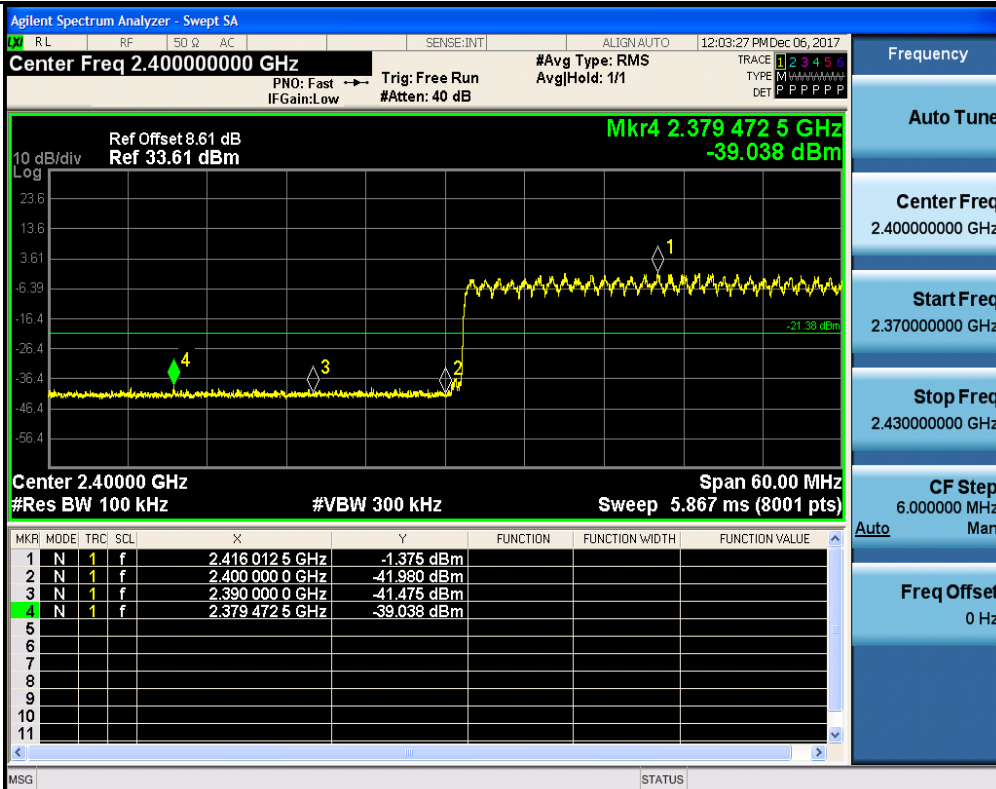 Agilent Spectrum Analyzer - Swept SA
LXI RL RF 50 Ω AC SENSE:INT ALIGN AUTO 12:03:27 PM Dec 06, 2017
Center Freq 2.400000000 GHz
PNO: Fast
IFGain:Low
Trig: Free Run
#Atten: 40 dB
#Avg Type: RMS
Avg|Hold: 1/1
TRACE 1 2 3 4 5 6
TYPE M
DET P P P P P P
Mkr4 2.379 472 5 GHz
-39.038 dBm
Ref Offset 8.61 dB
10 dB/div Ref 33.61 dBm
Log
23.6
13.6
3.61
-6.39
-16.4
-26.4
-36.4
-46.4
-56.4
1
-21.38 dBm
4
3
2
Center 2.40000 GHz Span 60.00 MHz
#Res BW 100 kHz #VBW 300 kHz Sweep 5.867 ms (8001 pts)
MKR MODE TRC SCL X Y FUNCTION FUNCTION WIDTH FUNCTION VALUE
1 N 1 f 2.416 012 5 GHz -1.375 dBm
2 N 1 f 2.400 000 0 GHz -41.980 dBm
3 N 1 f 2.390 000 0 GHz -41.475 dBm
4 N 1 f 2.379 472 5 GHz -39.038 dBm
5
6
7
8
9
10
11
MSG STATUS
Frequency
Auto Tune
Center Freq
2.400000000 GHz
Start Freq
2.370000000 GHz
Stop Freq
2.430000000 GHz
CF Step
6.000000 MHz
Auto Man
Freq Offset
0 Hz